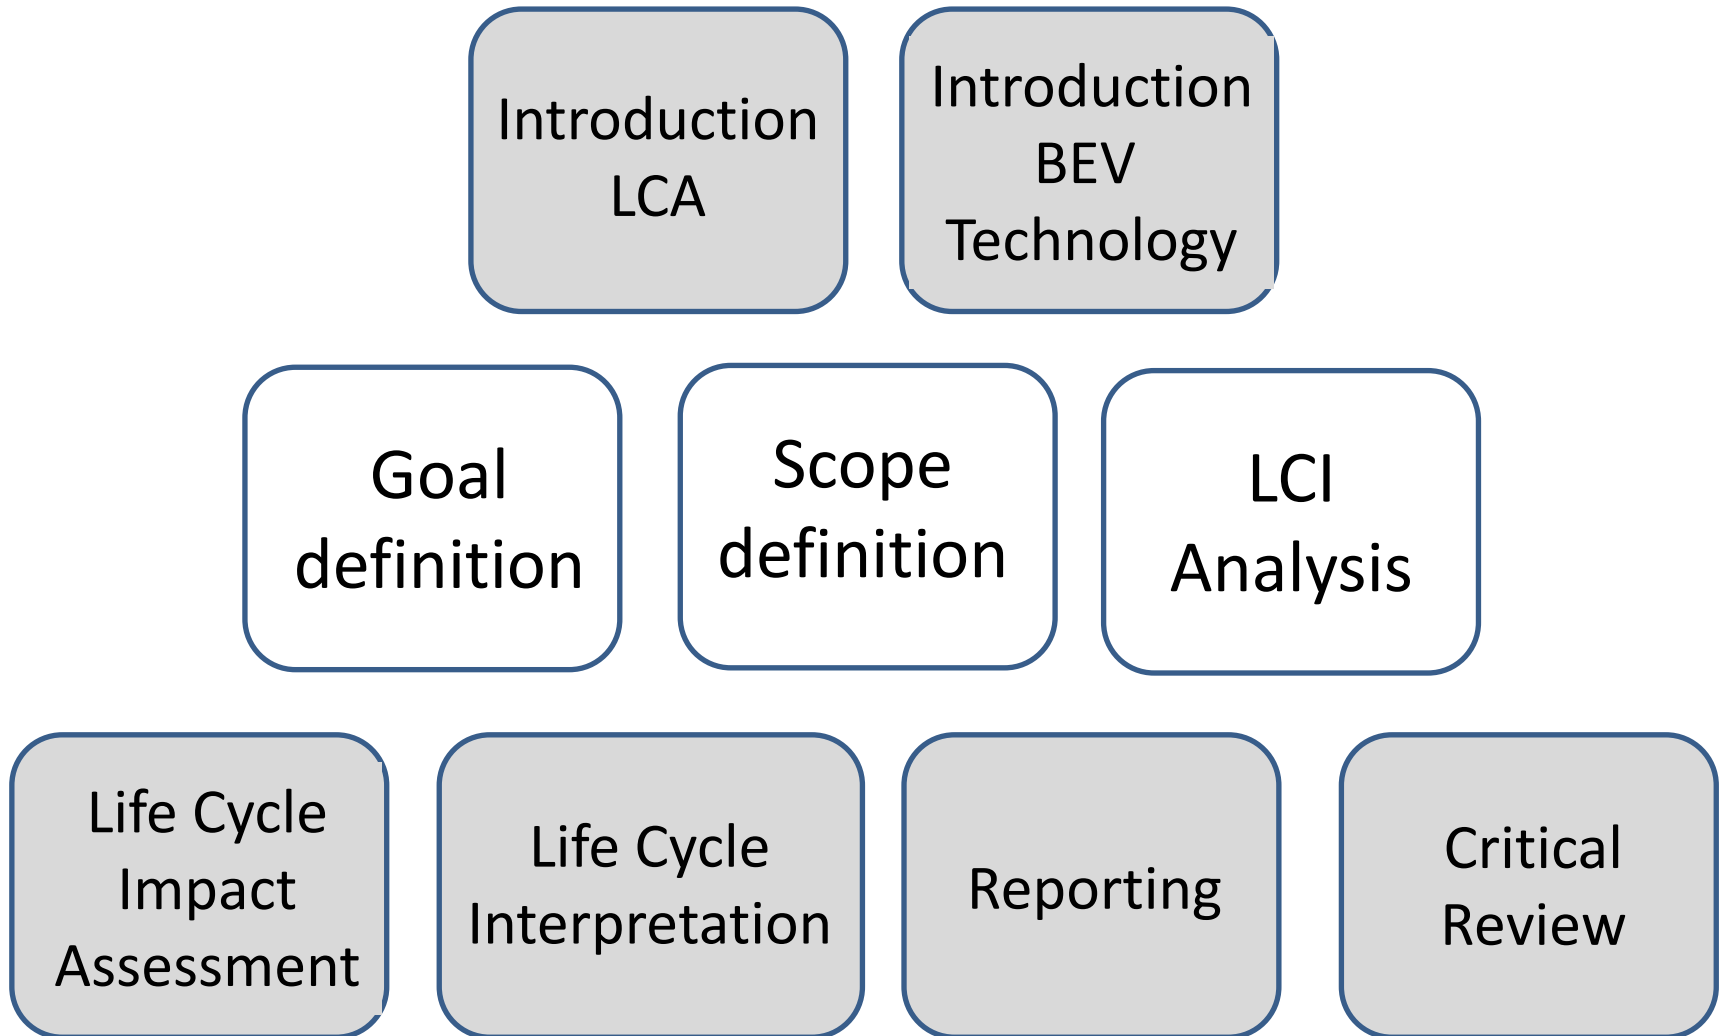 Introduction
LCA
Introduction
BEV
Technology
Goal
definition
Scope
definition
LCI
Analysis
Life Cycle
Impact
Assessment
Life Cycle
Interpretation
Reporting
Critical
Review